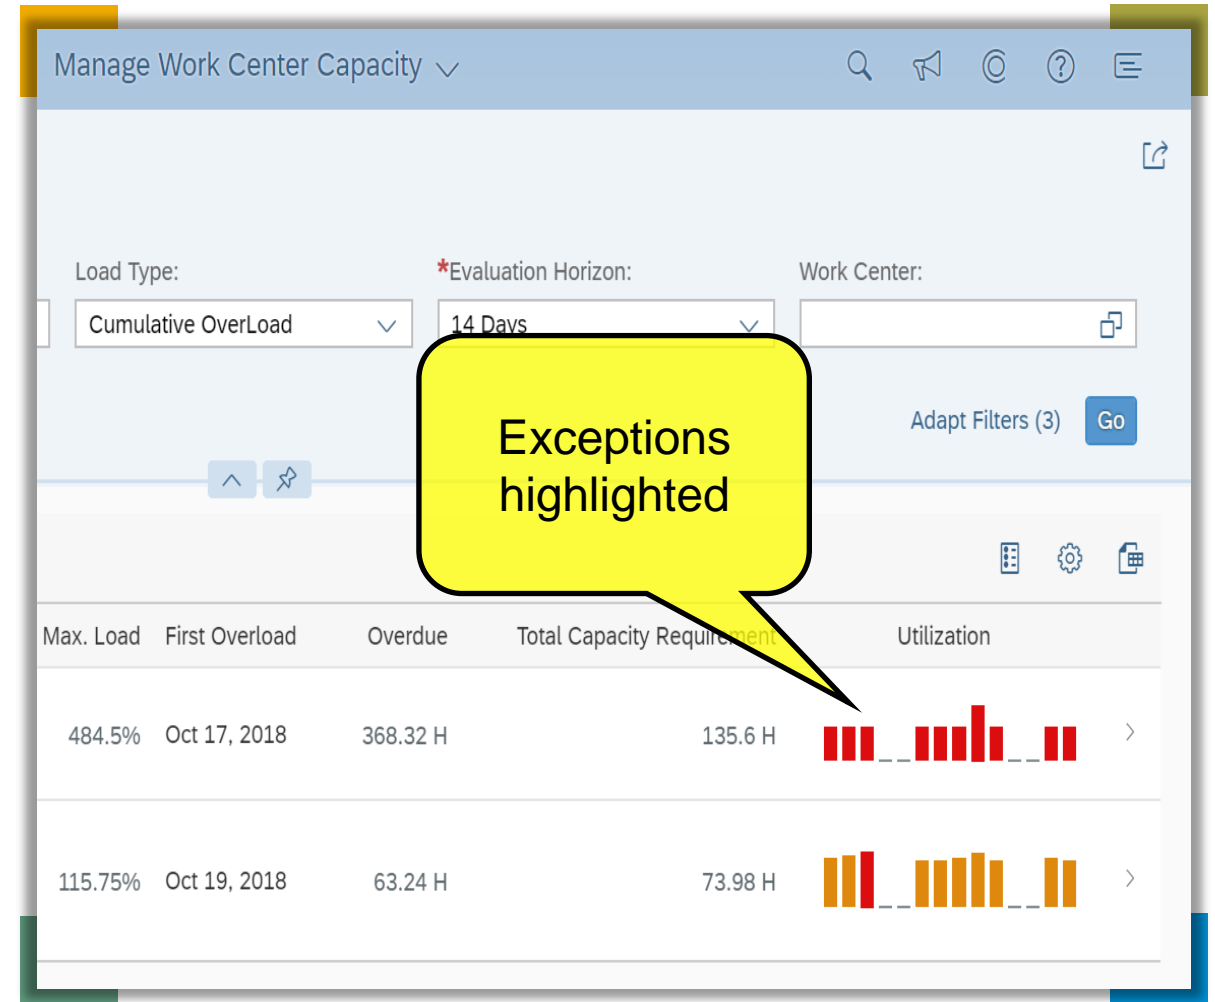 Manage Work Center Capacity
Load Type:
*Evaluation Horizon:
Work Center:
Cumulative OverLoad
14 Days
Exceptions
highlighted
Adapt Filters (3)
Go
Max. Load
First Overload
Overdue
Total Capacity Requirement
Utilization
484.5%
Oct 17, 2018
368.32 H
135.6 H
115.75%
Oct 19, 2018
63.24 H
73.98 H